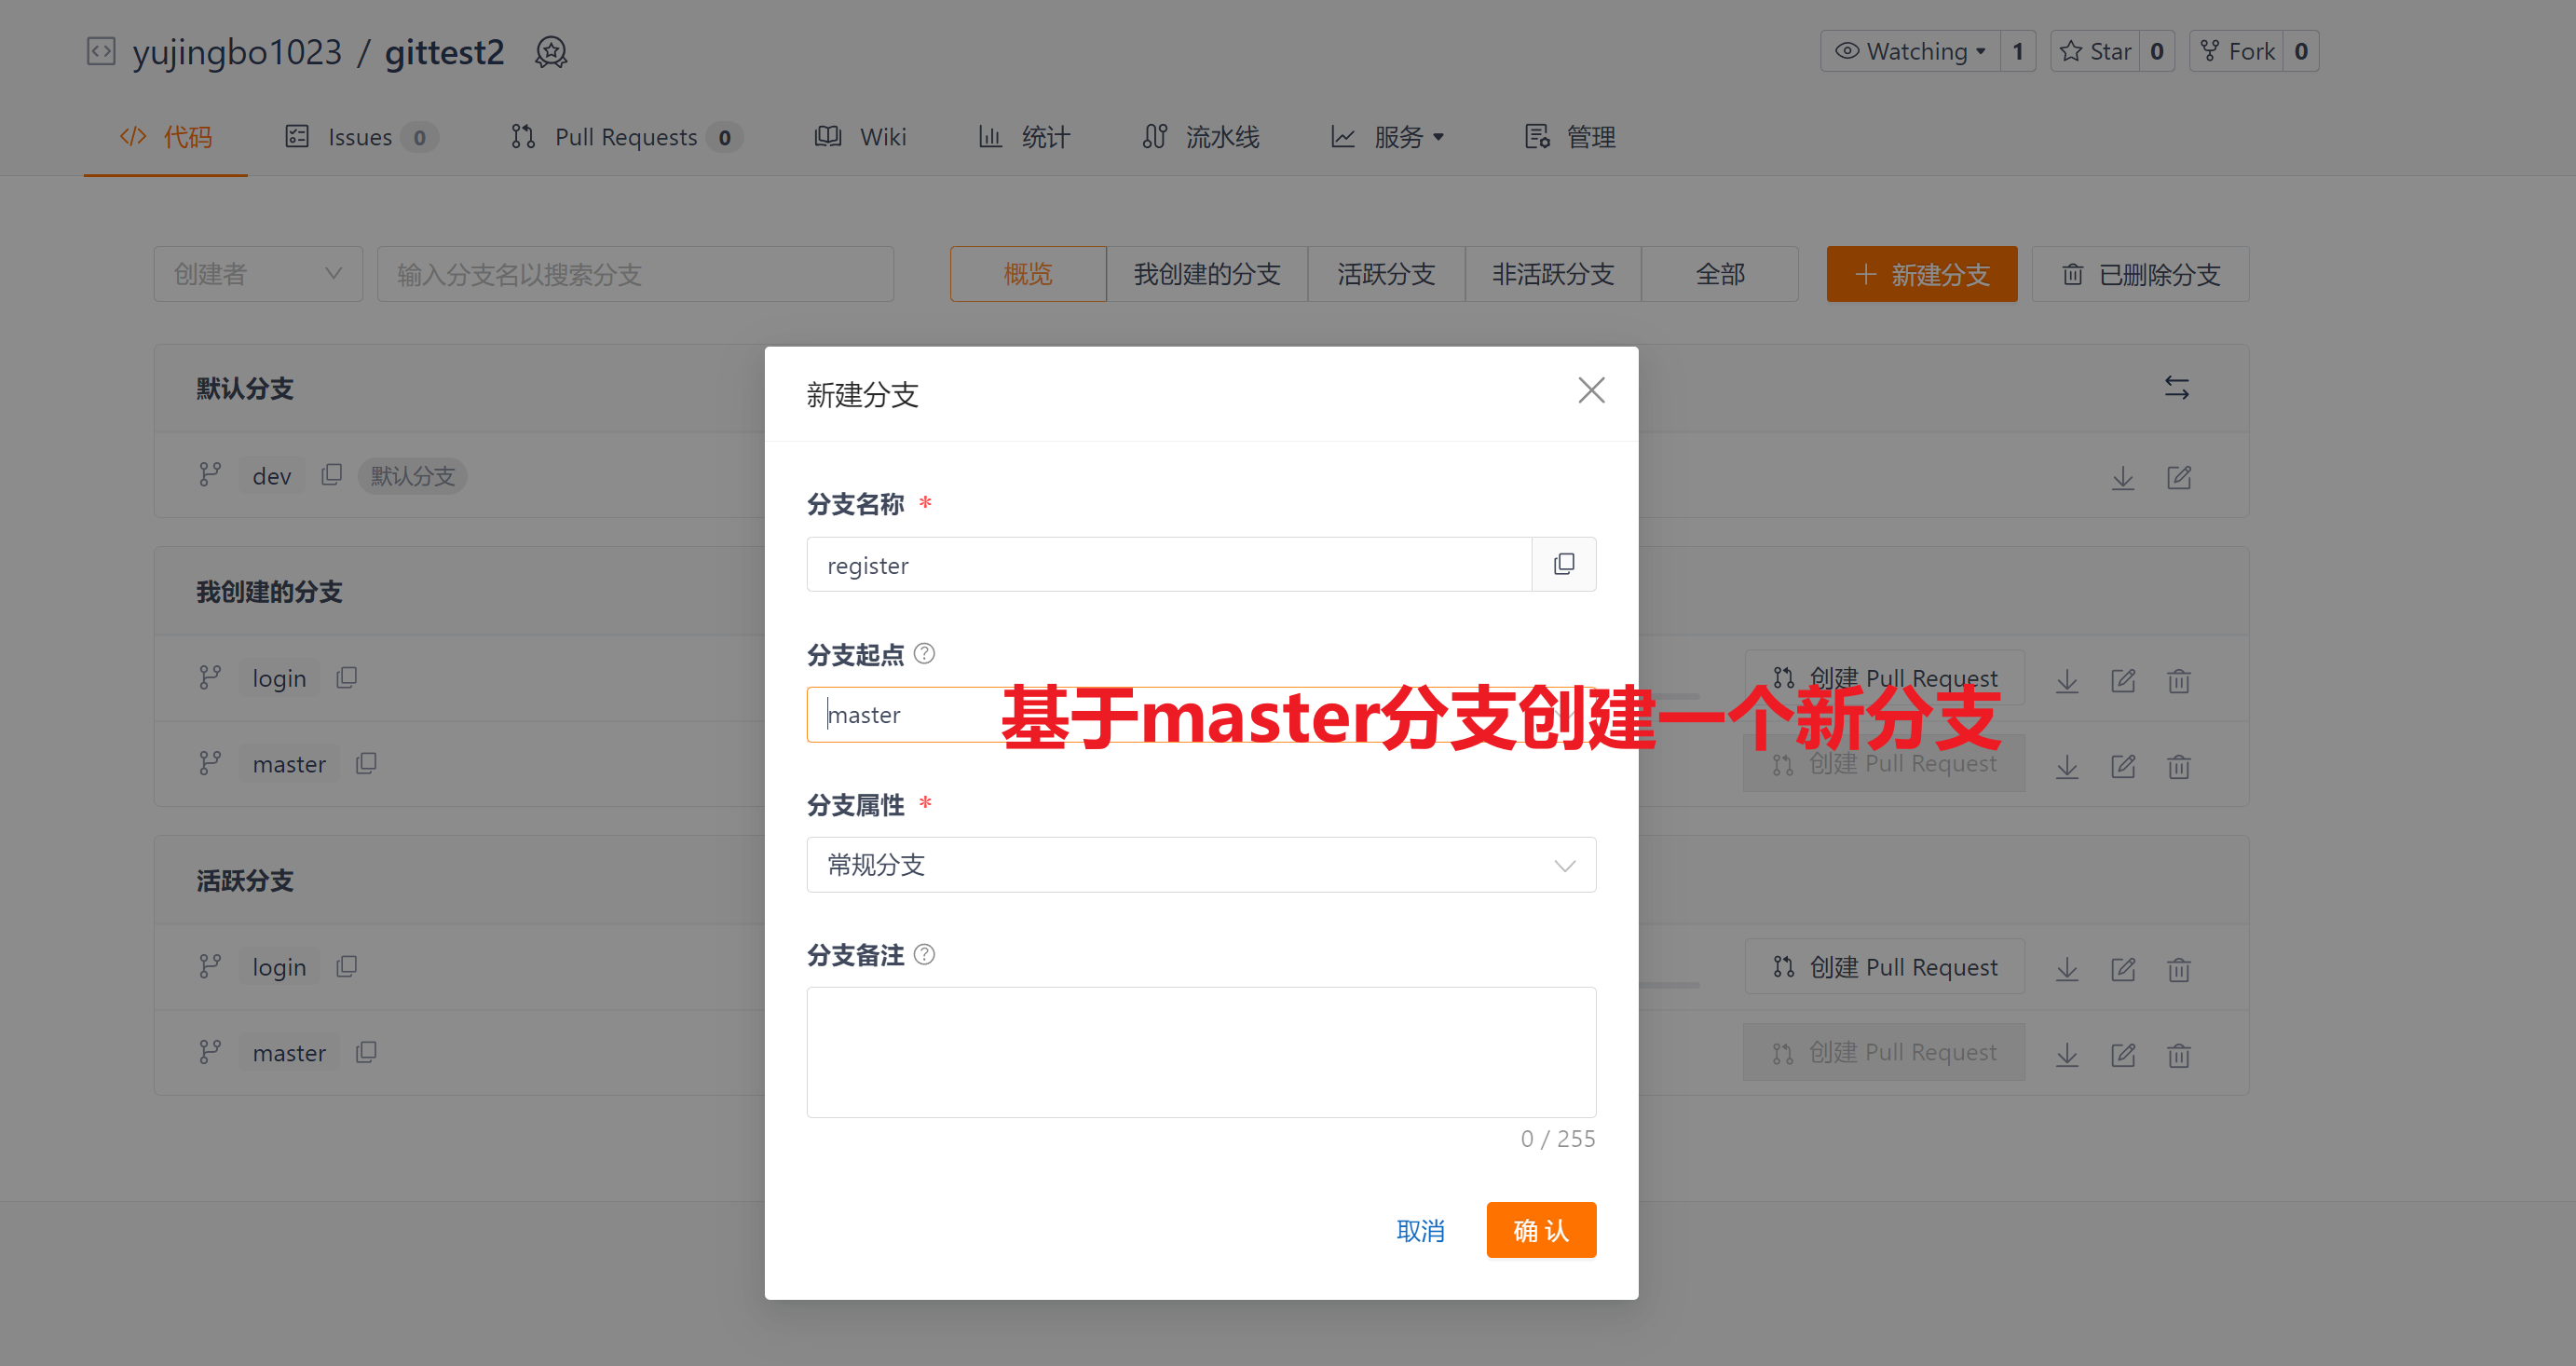 yujingbo1023 / gittest2
Watching 1 Star 0 Fork 0
代码 Issues 0 Pull Requests 0 Wiki 统计 流水线 服务 管理
创建者 输入分支名以搜索分支 概览 我创建的分支 活跃分支 非活跃分支 全部 + 新建分支 已删除分支
默认分支
dev 默认分支
我创建的分支
login 创建 Pull Request
master 创建 Pull Request
活跃分支
login 创建 Pull Request
master 创建 Pull Request
新建分支
分支名称 *
register
分支起点 ?
master
基于master分支创建一个新分支
分支属性 *
常规分支
分支备注 ?
0 / 255
取消 确 认